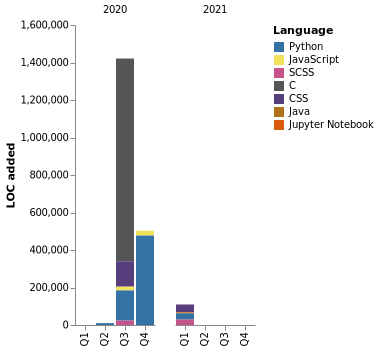 2020
2021
Language
Python
JavaScript
SCSS
C
CSS
Java
Jupyter Notebook
LOC added
1,600,000
1,400,000
1,200,000
1,000,000
800,000
600,000
400,000
200,000
0
Q1
Q2
Q3
Q4
Q1
Q2
Q3
Q4